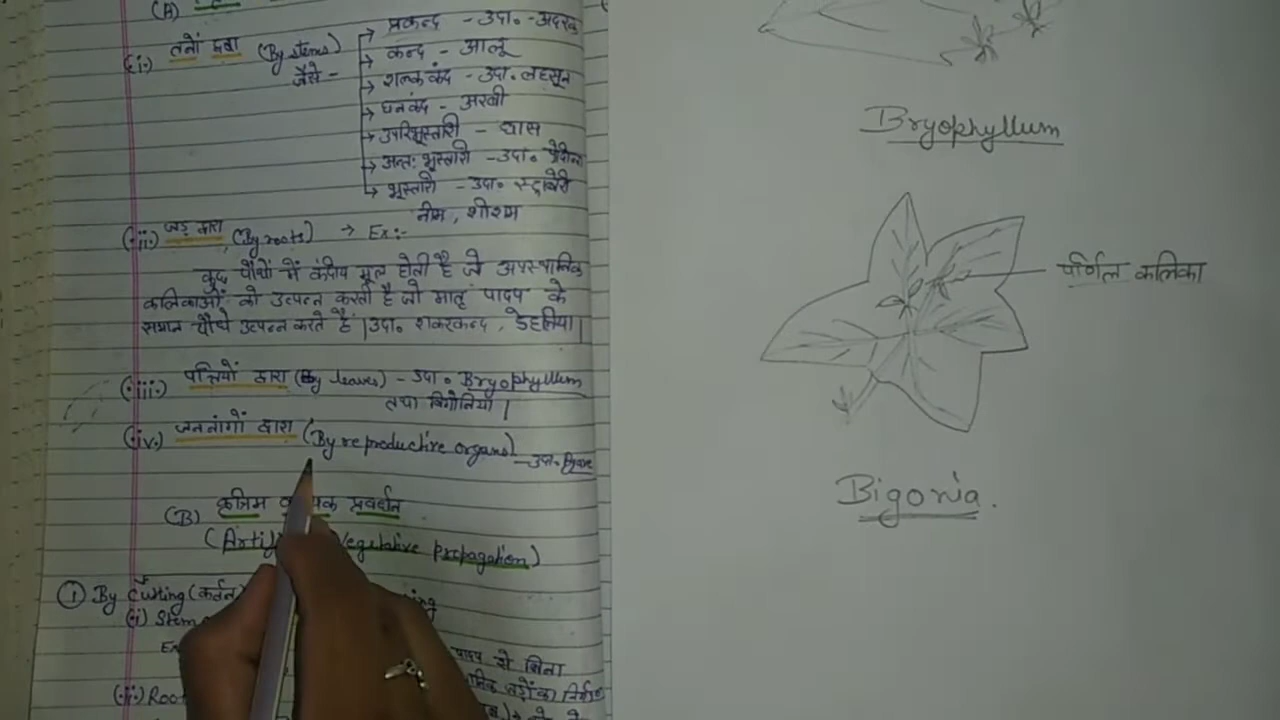 (A)
(i.) तनों द्वारा (By stems)
जैसे -
→ प्रकन्द - उदा॰ - अदरक
→ कन्द - आलू
→ शल्ककंद - उदा॰ लहसून
→ घनकंद - अरबी
→ उपरिभूस्तारी - घास
→ अन्तः भूस्तारी - उदा॰
→ भूस्तारी - उदा॰ स्ट्राबेरी
(ii.) जड़ द्वारा (By roots) → Ex:- नीम, शीशम
कुछ पौधों में कंदीय मूल होती है जो अपस्थानिक
कलिकाओं को उत्पन्न करती है जो मातृ पादप के
समान पौधे उत्पन्न करते हैं | उदा॰ शकरकन्द, डेहलिया |
(iii.) पत्तियों द्वारा (By leaves) - उदा॰ Bryophyllum
तथा बिगोनिया |
(iv.) जननांगों द्वारा (By reproductive organs) - उदा॰
(B) कृत्रिम प्रवर्धन
(Vegetative propagation)
① By Cutting (कर्तन)
(i) Stem
पादप से बिना
(ii) Root
Bryophyllum
पर्णिल कलिका
Bigonia.